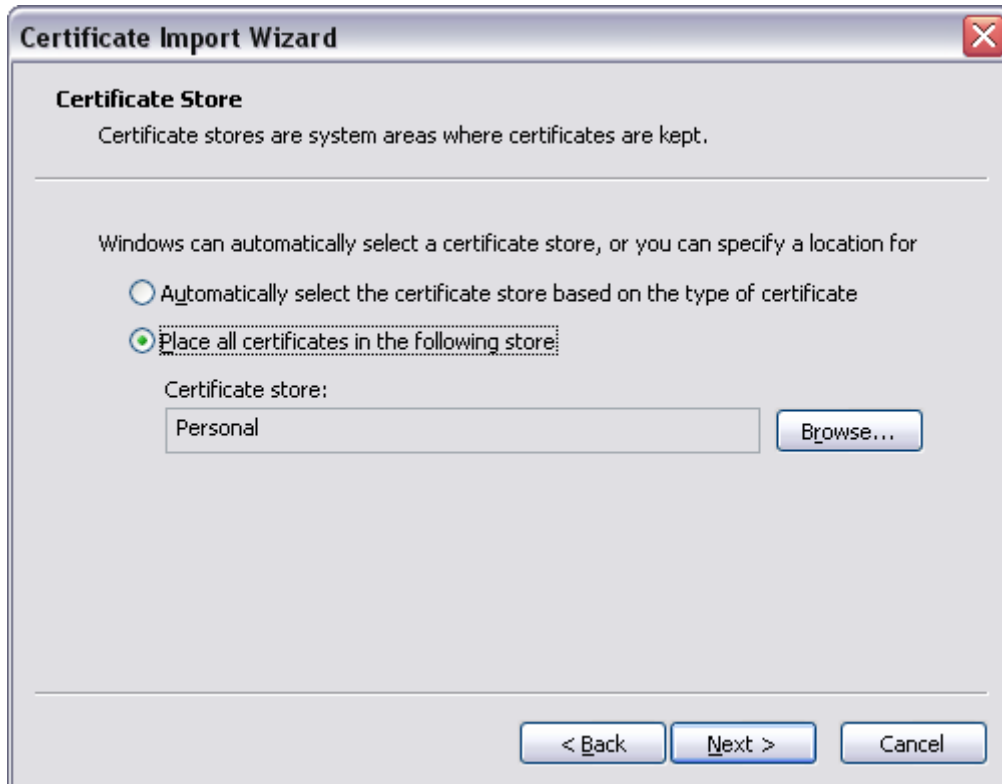 Certificate Import Wizard
Certificate Store
Certificate stores are system areas where certificates are kept.
Windows can automatically select a certificate store, or you can specify a location for
Automatically select the certificate store based on the type of certificate
Place all certificates in the following store
Certificate store:
Personal
Browse...
< Back
Next >
Cancel